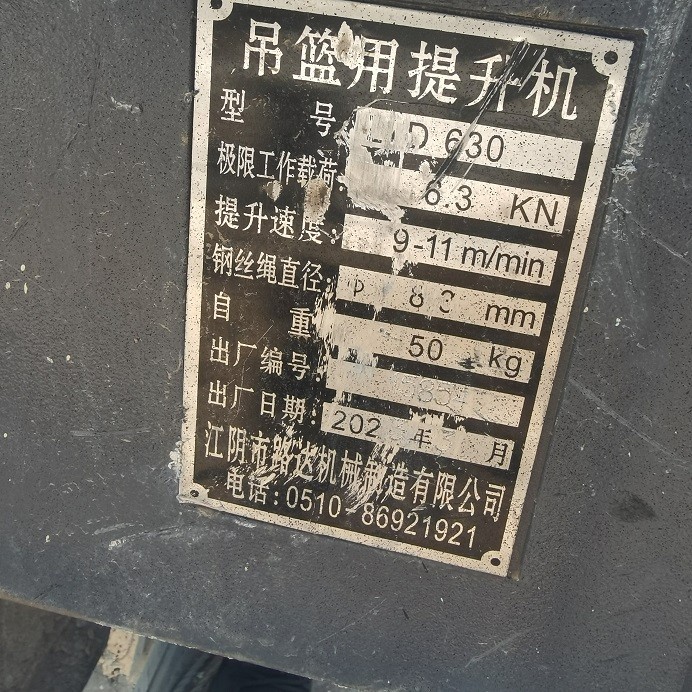 吊篮用提升机
型 号: D 630
极限工作载荷: 6.3 KN
提升速度: 9-11 m/min
钢丝绳直径: 8.3 mm
自 重: 50 kg
出厂编号:
出厂日期: 202 年 月
江阴市路达机械制造有限公司
电话:0510-86921921